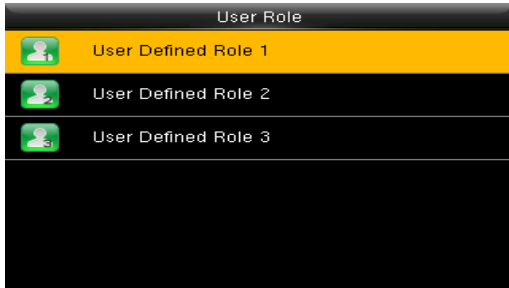 User Role
User Defined Role 1
User Defined Role 2
User Defined Role 3